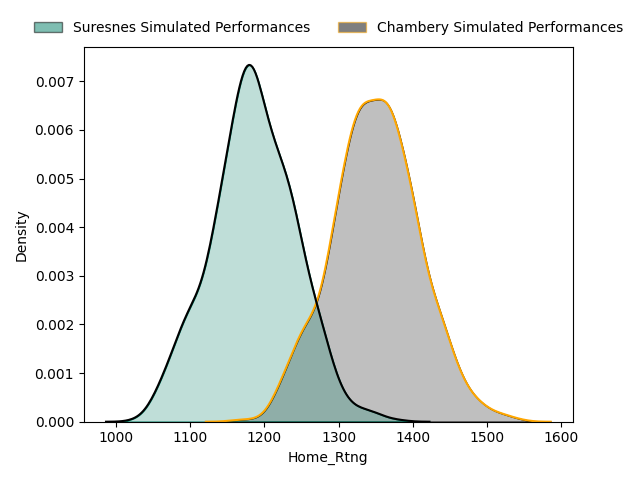 Suresnes Simulated Performances
Chambery Simulated Performances
0.007
0.006
0.005
0.004
0.003
0.002
0.001
0.000
Density
1000 1100 1200 1300 1400 1500 1600
Home_Rtng